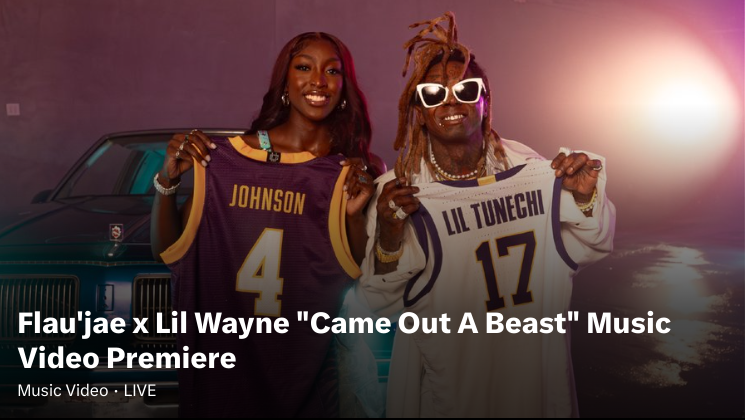 JOHNSON
4
LIL TUNECHI
17
Flau'jae x Lil Wayne "Came Out A Beast" Music
Video Premiere
Music Video · LIVE